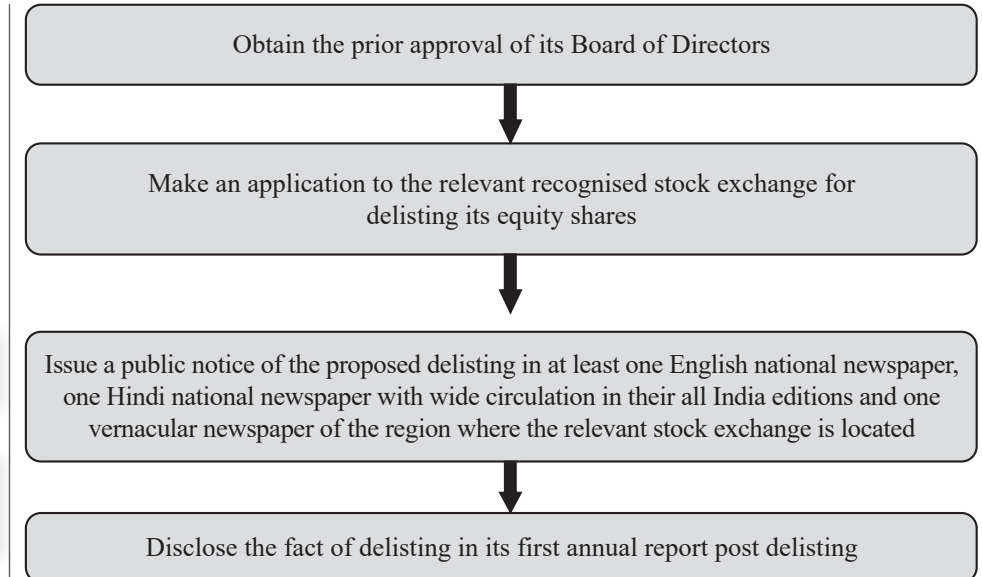 Obtain the prior approval of its Board of Directors
Make an application to the relevant recognised stock exchange for
delisting its equity shares
Issue a public notice of the proposed delisting in at least one English national newspaper,
one Hindi national newspaper with wide circulation in their all India editions and one
vernacular newspaper of the region where the relevant stock exchange is located
Disclose the fact of delisting in its first annual report post delisting